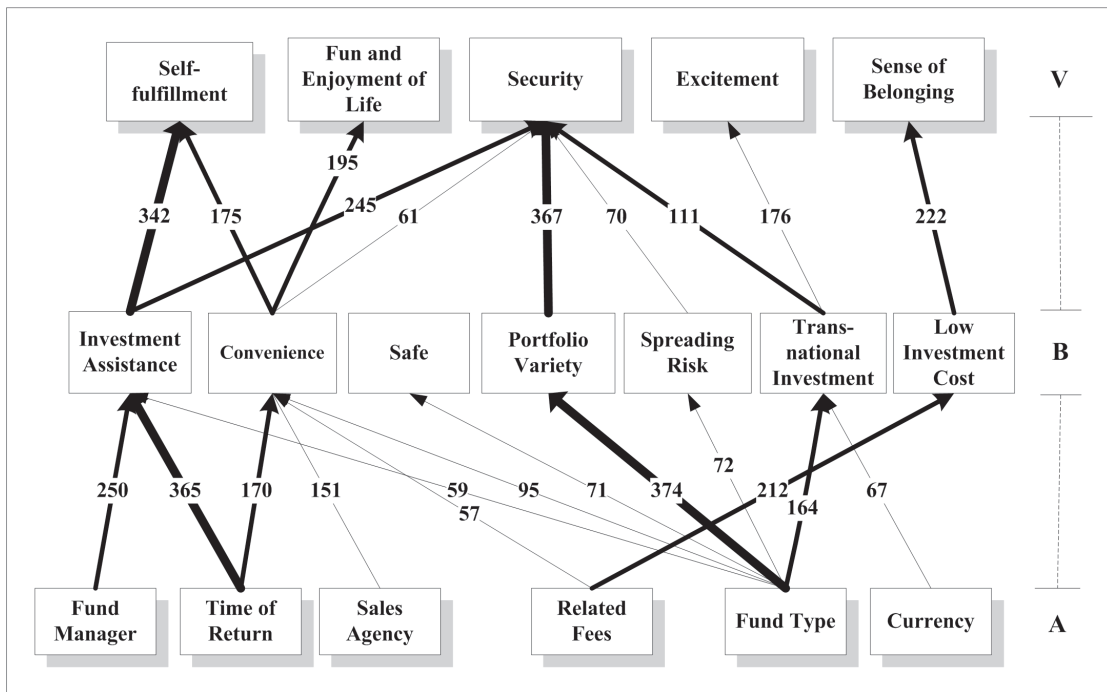 Self-
fulfillment
Fun and
Enjoyment of
Life
Security
Excitement
Sense of
Belonging
V
195
342
175
245
61
367
70
111
176
222
Investment
Assistance
Convenience
Safe
Portfolio
Variety
Spreading
Risk
Trans-
national
Investment
Low
Investment
Cost
B
250
365
170
151
57
59
95
71
374
72
212
164
67
Fund
Manager
Time of
Return
Sales
Agency
Related
Fees
Fund Type
Currency
A